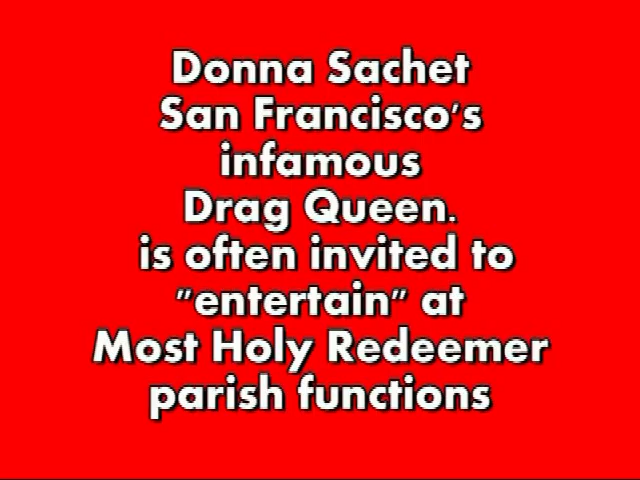 Donna Sachet
San Francisco's
infamous
Drag Queen.
is often invited to
"entertain" at
Most Holy Redeemer
parish functions